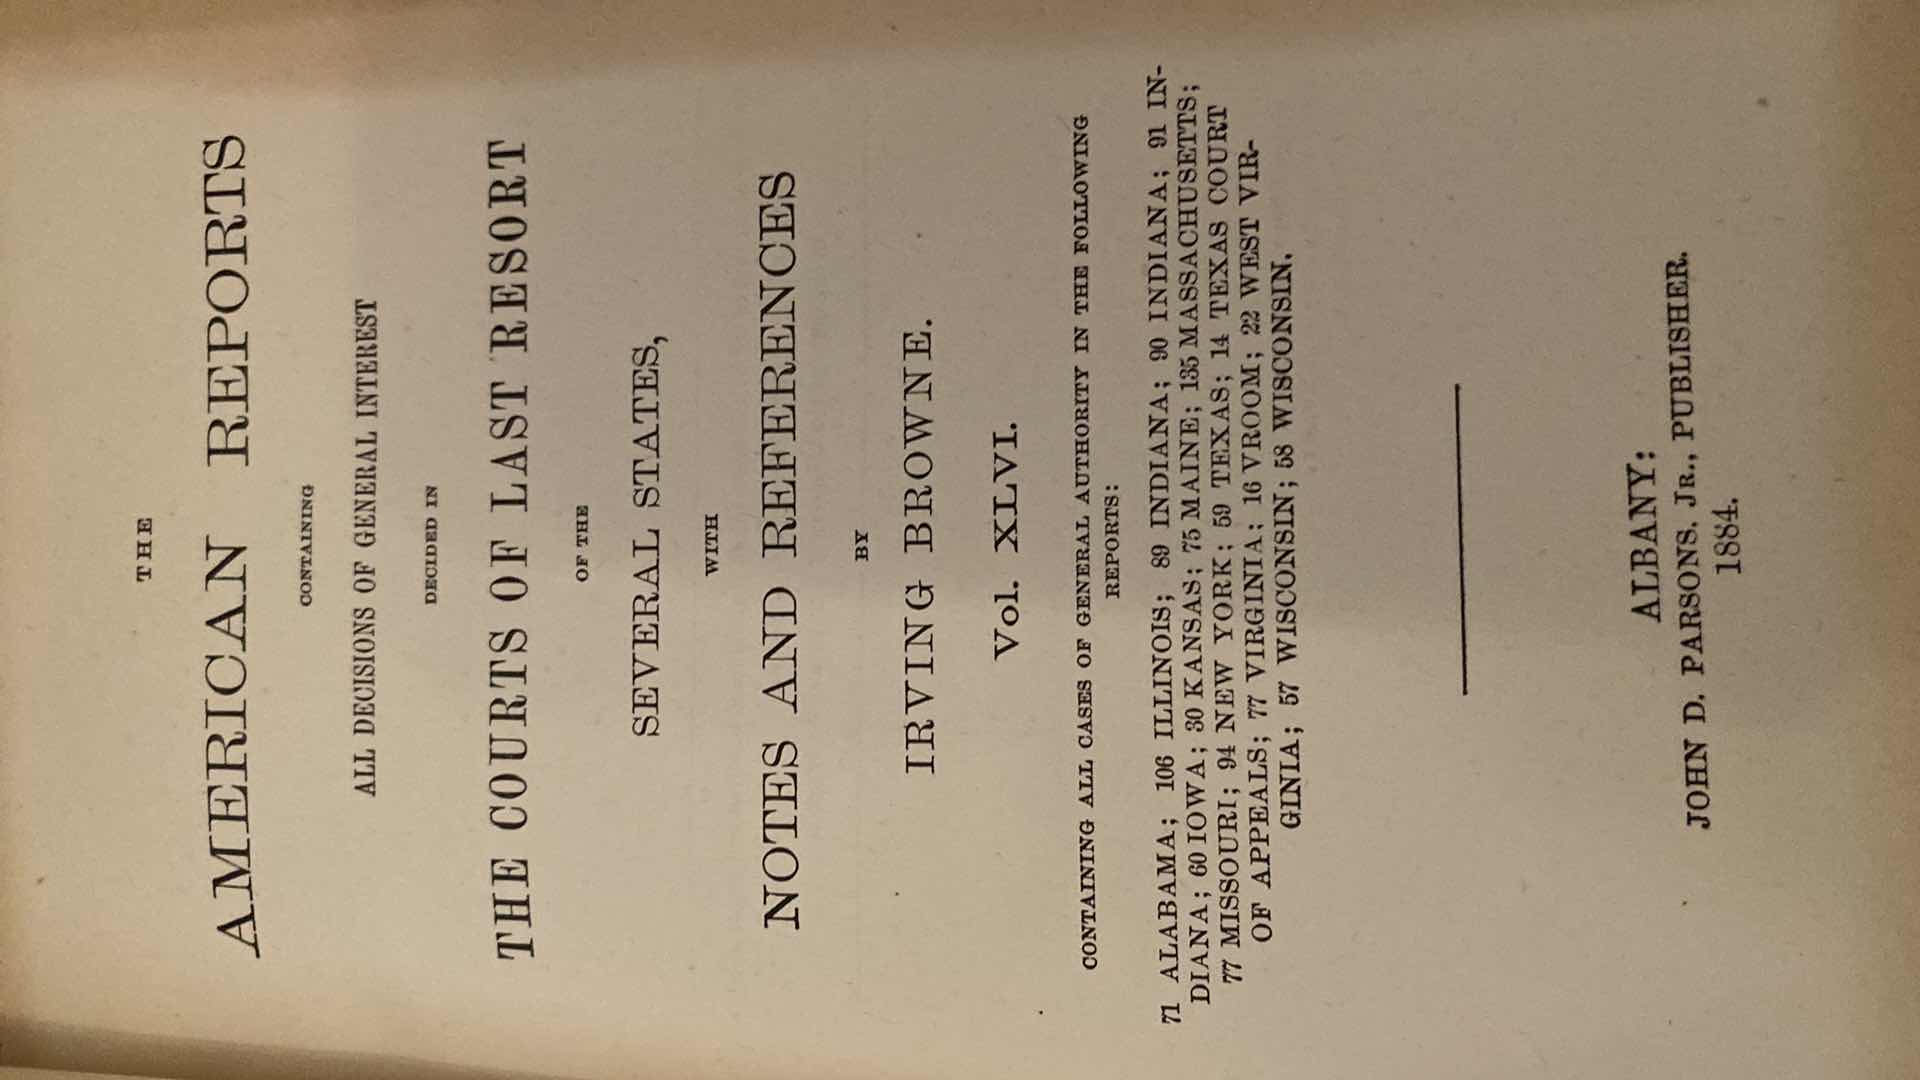 THE
AMERICAN REPORTS
CONTAINING
ALL DECISIONS OF GENERAL INTEREST
DECIDED IN
THE COURTS OF LAST RESORT
OF THE
SEVERAL STATES,
WITH
NOTES AND REFERENCES
BY
IRVING BROWNE.
Vol. XLVI.
CONTAINING ALL CASES OF GENERAL AUTHORITY IN THE FOLLOWING
REPORTS:
71 ALABAMA; 106 ILLINOIS; 89 INDIANA; 90 INDIANA; 91 IN-
DIANA; 60 IOWA; 30 KANSAS; 75 MAINE; 135 MASSACHUSETTS;
77 MISSOURI; 94 NEW YORK; 59 TEXAS; 14 TEXAS COURT
OF APPEALS; 77 VIRGINIA; 16 VROOM; 22 WEST VIR-
GINIA; 57 WISCONSIN; 58 WISCONSIN.
ALBANY:
JOHN D. PARSONS, Jr., PUBLISHER.
1884.